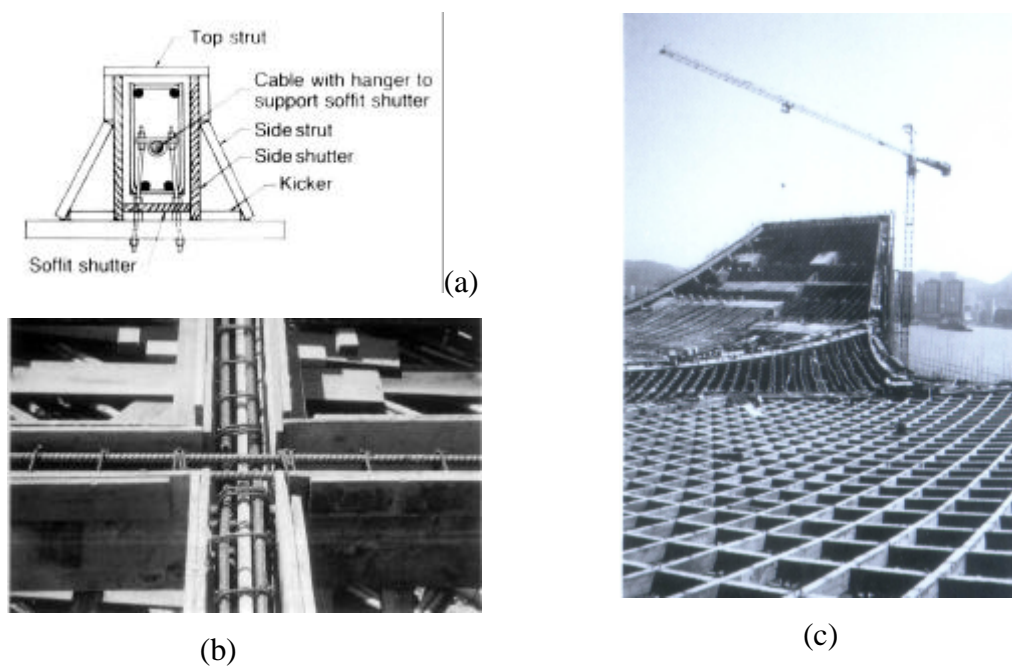 Top strut
Cable with hanger to
support soffit shutter
Side strut
Side shutter
Kicker
Soffit shutter
(a)
(b)
(c)